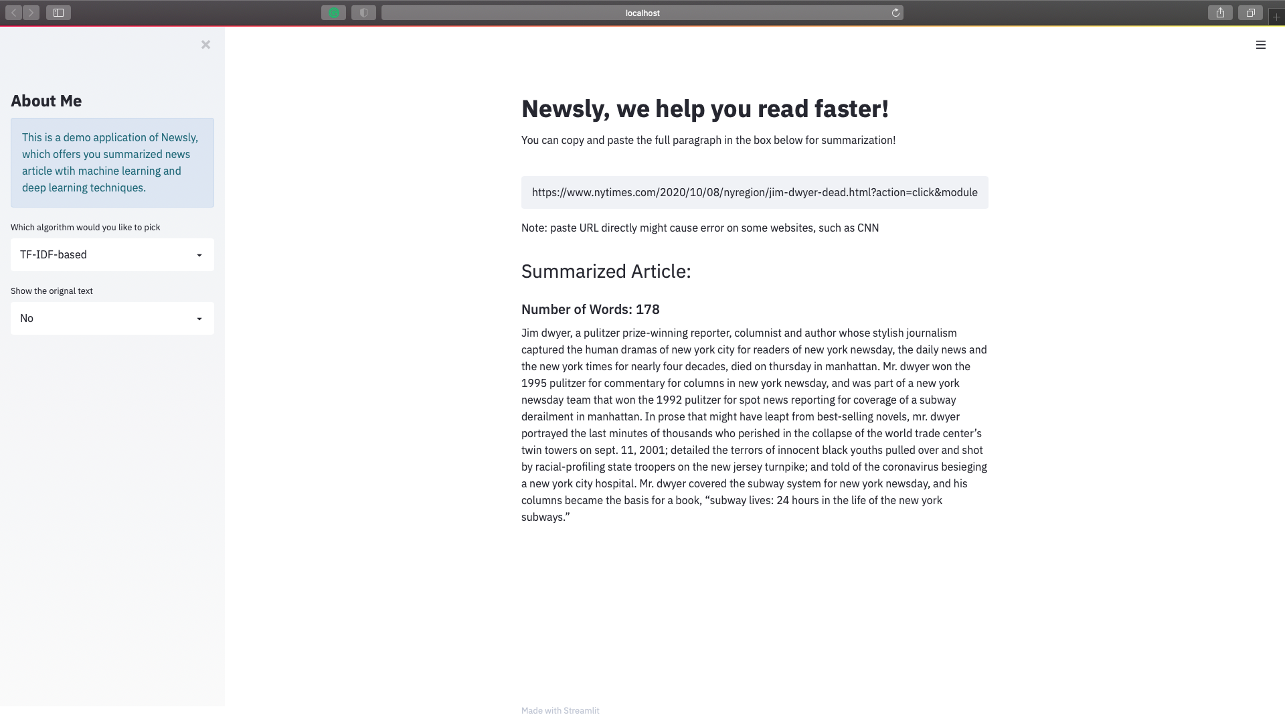 localhost
About Me
This is a demo application of Newsly,
which offers you summarized news
article wtih machine learning and
deep learning techniques.
Which algorithm would you like to pick
TF-IDF-based
Show the orignal text
No
Newsly, we help you read faster!
You can copy and paste the full paragraph in the box below for summarization!
https://www.nytimes.com/2020/10/08/nyregion/jim-dwyer-dead.html?action=click&module
Note: paste URL directly might cause error on some websites, such as CNN
Summarized Article:
Number of Words: 178
Jim dwyer, a pulitzer prize-winning reporter, columnist and author whose stylish journalism
captured the human dramas of new york city for readers of new york newsday, the daily news and
the new york times for nearly four decades, died on thursday in manhattan. Mr. dwyer won the
1995 pulitzer for commentary for columns in new york newsday, and was part of a new york
newsday team that won the 1992 pulitzer for spot news reporting for coverage of a subway
derailment in manhattan. In prose that might have leapt from best-selling novels, mr. dwyer
portrayed the last minutes of thousands who perished in the collapse of the world trade center’s
twin towers on sept. 11, 2001; detailed the terrors of innocent black youths pulled over and shot
by racial-profiling state troopers on the new jersey turnpike; and told of the coronavirus besieging
a new york city hospital. Mr. dwyer covered the subway system for new york newsday, and his
columns became the basis for a book, “subway lives: 24 hours in the life of the new york
subways.”
Made with Streamlit